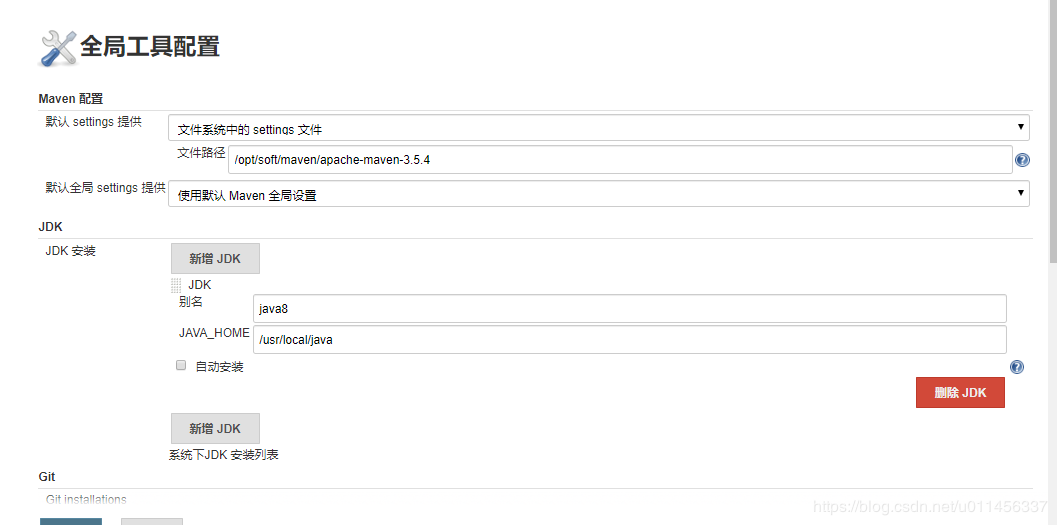 全局工具配置
Maven 配置
默认 settings 提供
文件系统中的 settings 文件
文件路径
/opt/soft/maven/apache-maven-3.5.4
默认全局 settings 提供
使用默认 Maven 全局设置
JDK
JDK 安装
新增 JDK
JDK
别名
java8
JAVA_HOME
/usr/local/java
自动安装
删除 JDK
新增 JDK
系统下JDK 安装列表
Git
Git installations
https://blog.csdn.net/u011456337